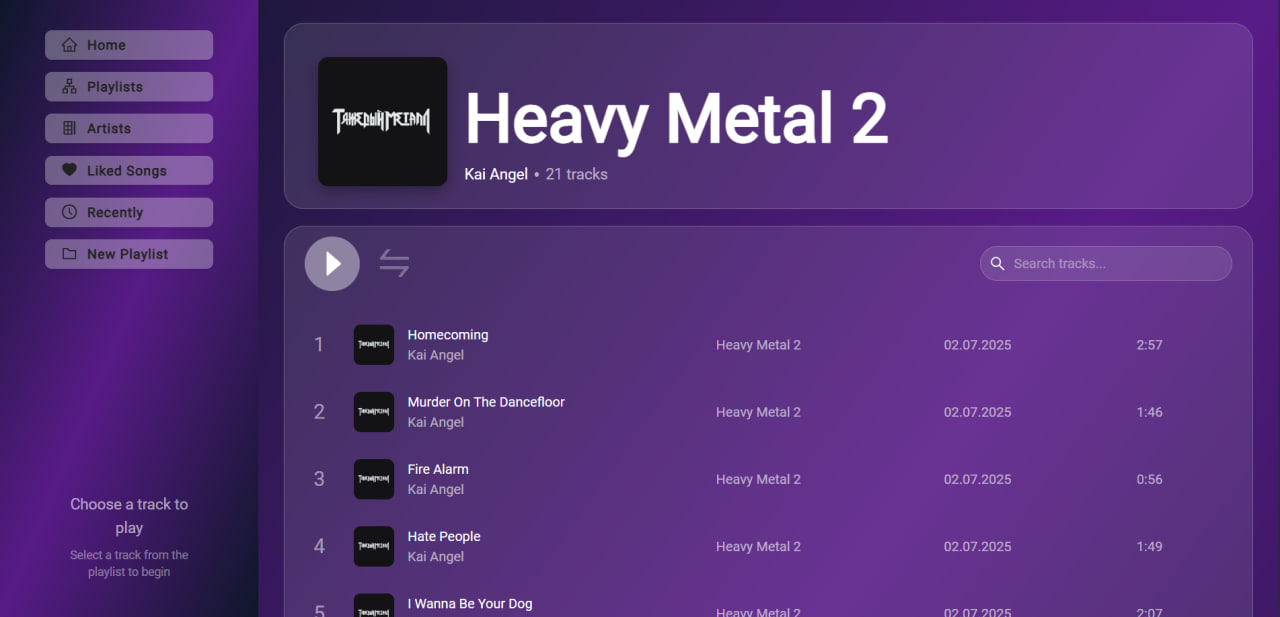 Home
Playlists
Artists
Liked Songs
Recently
New Playlist
Choose a track to
play
Select a track from the
playlist to begin
ТЯЖЕЛЫЙ МЕТАЛЛ
Heavy Metal 2
Kai Angel • 21 tracks
Search tracks...
1 Homecoming Heavy Metal 2 02.07.2025 2:57
Kai Angel
2 Murder On The Dancefloor Heavy Metal 2 02.07.2025 1:46
Kai Angel
3 Fire Alarm Heavy Metal 2 02.07.2025 0:56
Kai Angel
4 Hate People Heavy Metal 2 02.07.2025 1:49
Kai Angel
5 I Wanna Be Your Dog Heavy Metal 2 02.07.2025 2:07